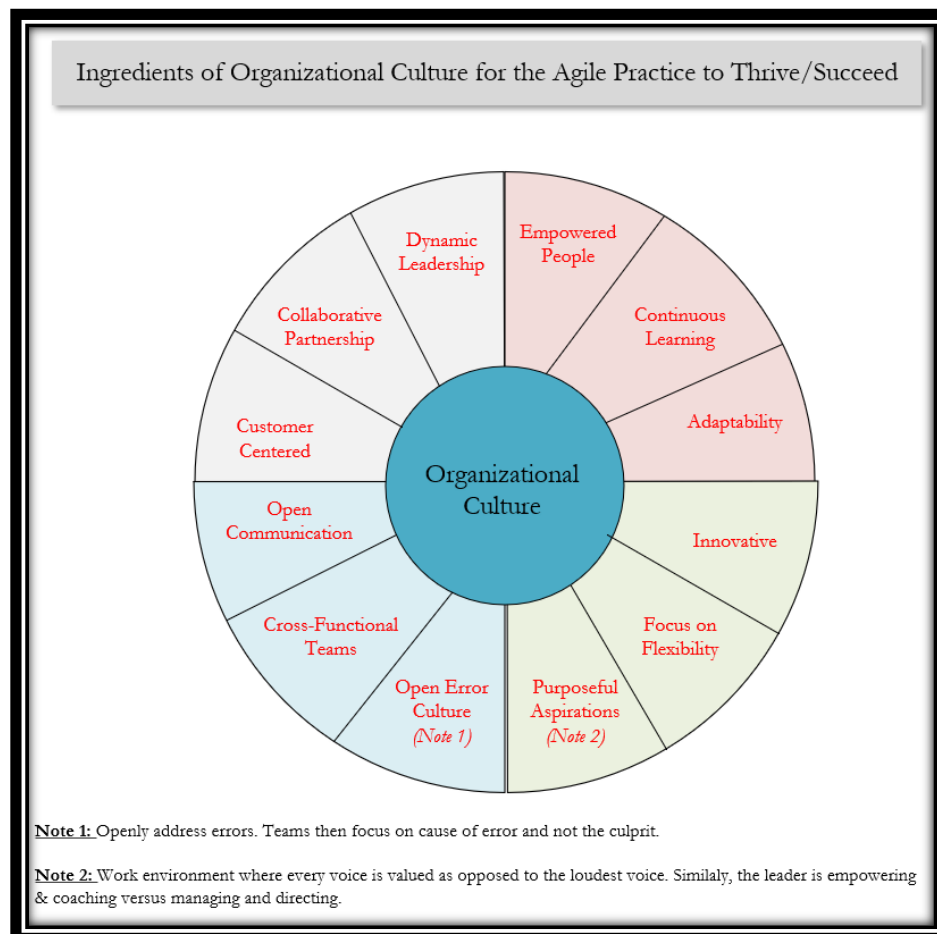 Ingredients of Organizational Culture for the Agile Practice to Thrive/Succeed
Dynamic
Leadership
Empowered
People
Collaborative
Partnership
Continuous
Learning
Customer
Centered
Adaptability
Organizational
Culture
Open
Communication
Innovative
Cross-Functional
Teams
Focus on
Flexibility
Open Error
Culture
(Note 1)
Purposeful
Aspirations
(Note 2)
Note 1: Openly address errors. Teams then focus on cause of error and not the culprit.
Note 2: Work environment where every voice is valued as opposed to the loudest voice. Similaly, the leader is empowering
& coaching versus managing and directing.